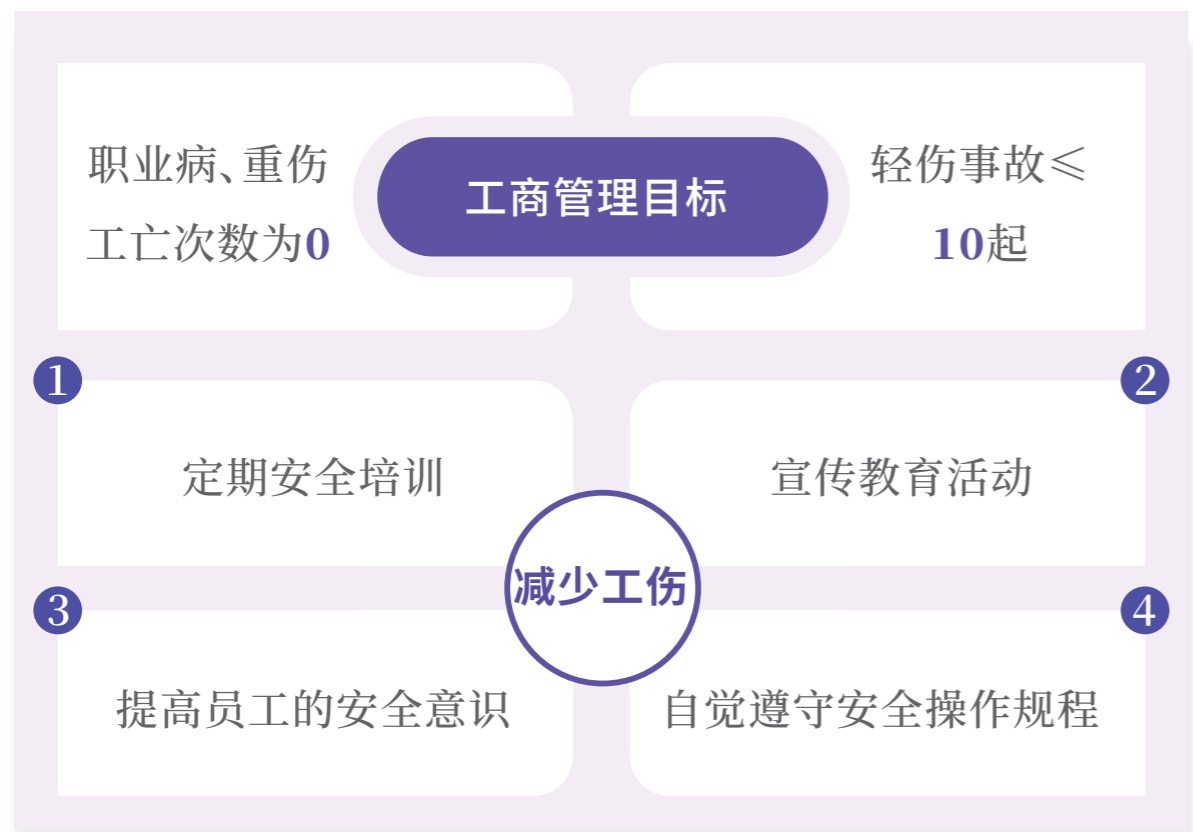 职业病、重伤
工亡次数为0
工商管理目标
轻伤事故≤
10起
1
定期安全培训
2
宣传教育活动
减少工伤
3
提高员工的安全意识
4
自觉遵守安全操作规程